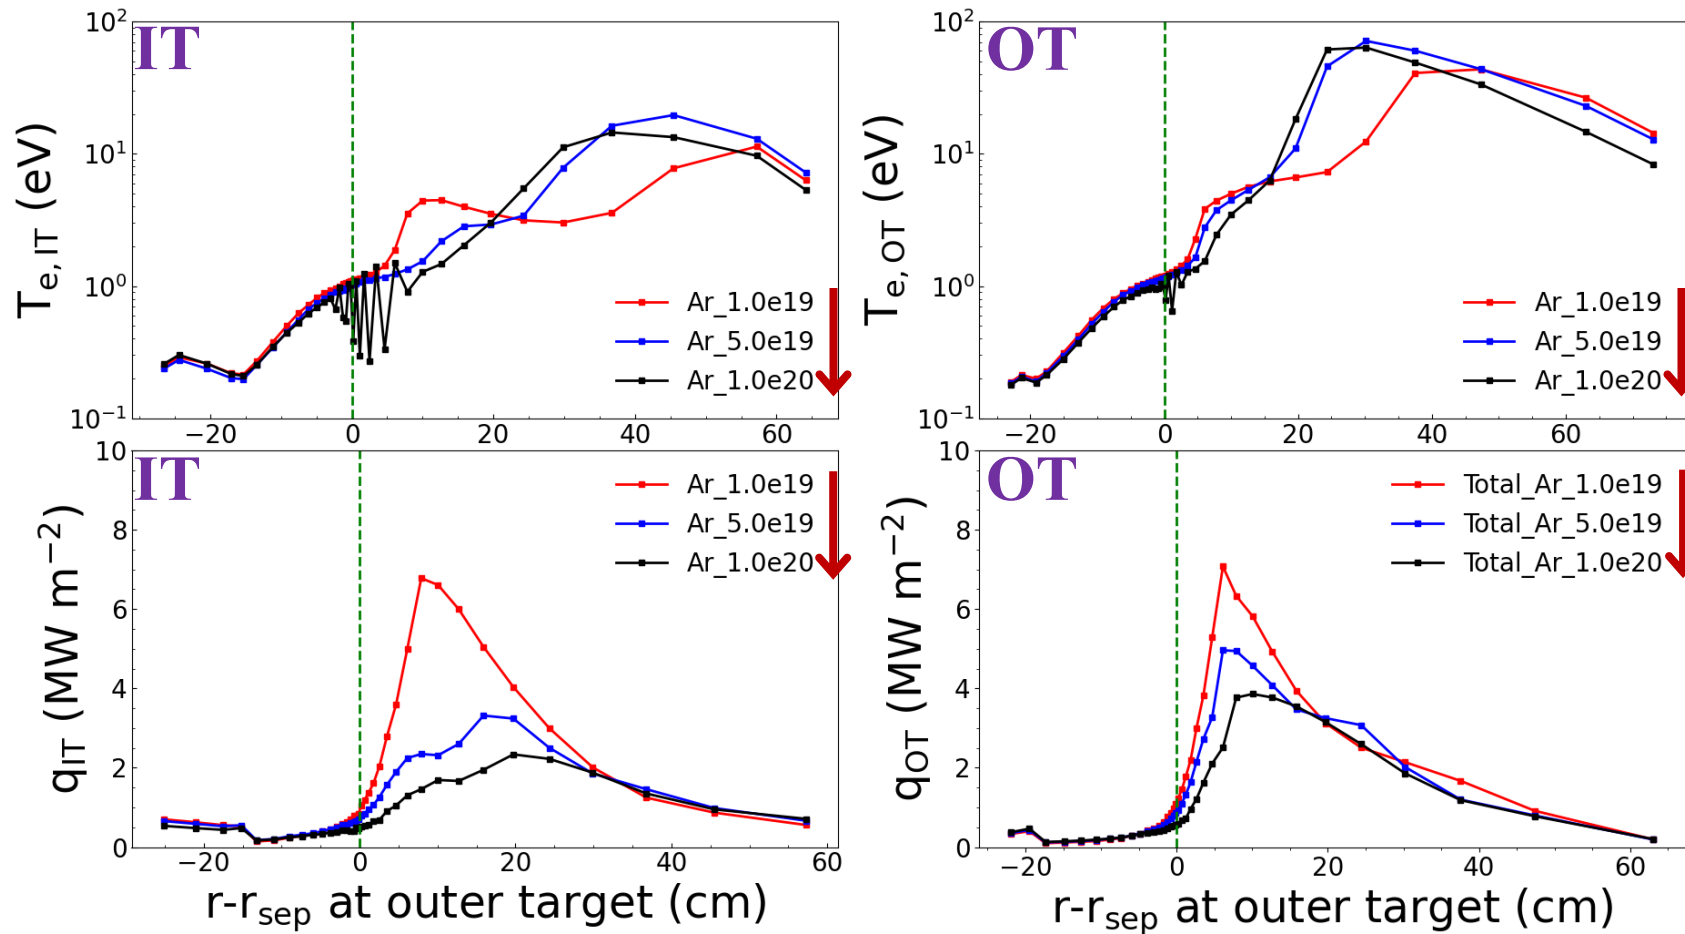 IT
T_e, IT (eV)
10^2
10^1
10^0
10^−1
−20 0 20 40 60
Ar_1.0e19
Ar_5.0e19
Ar_1.0e20
OT
T_e, OT (eV)
10^2
10^1
10^0
10^−1
−20 0 20 40 60
Ar_1.0e19
Ar_5.0e19
Ar_1.0e20
IT
q_IT (MW m^−2)
10
8
6
4
2
0
−20 0 20 40 60
Ar_1.0e19
Ar_5.0e19
Ar_1.0e20
r-r_sep at outer target (cm)
OT
q_OT (MW m^−2)
10
8
6
4
2
0
−20 0 20 40 60
Total_Ar_1.0e19
Total_Ar_5.0e19
Total_Ar_1.0e20
r-r_sep at outer target (cm)